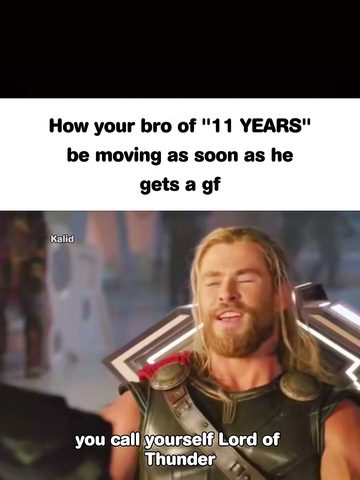 How your bro of "11 YEARS"
be moving as soon as he
gets a gf
Kalid
you call yourself Lord of
Thunder